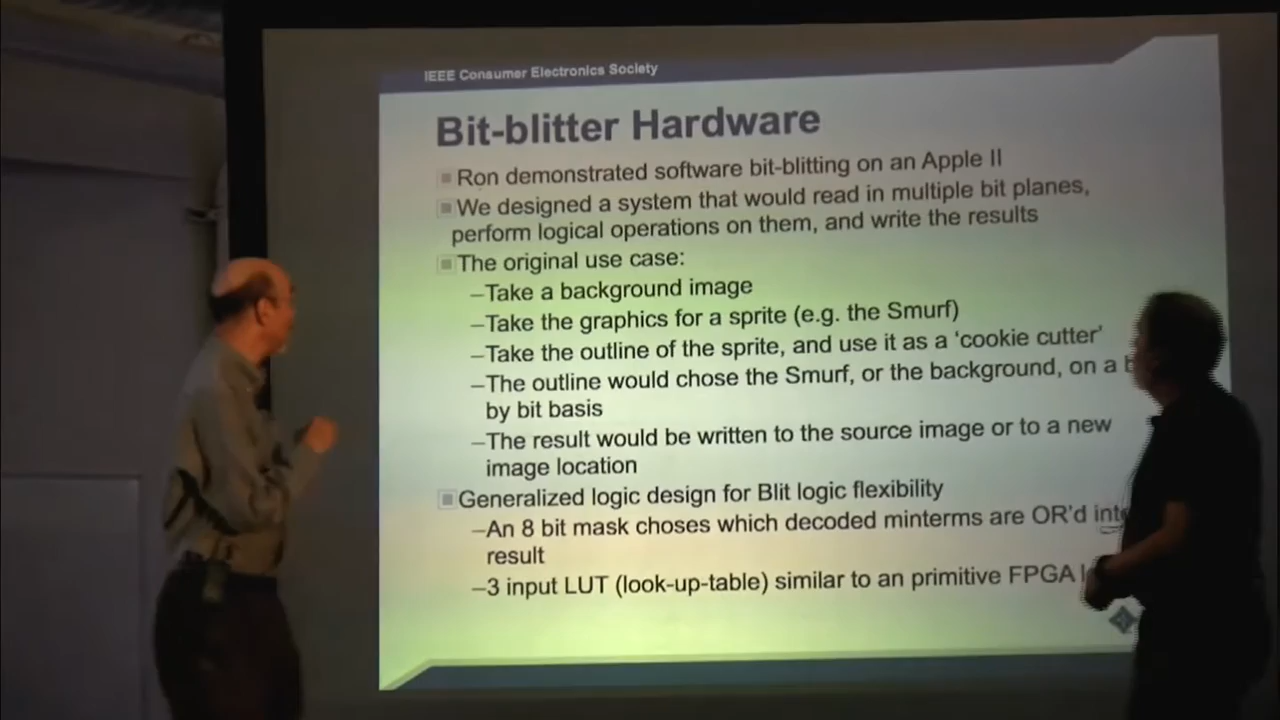 IEEE Consumer Electronics Society
Bit-blitter Hardware
Ron demonstrated software bit-blitting on an Apple II
We designed a system that would read in multiple bit planes,
perform logical operations on them, and write the results
The original use case:
–Take a background image
–Take the graphics for a sprite (e.g. the Smurf)
–Take the outline of the sprite, and use it as a ‘cookie cutter’
–The outline would chose the Smurf, or the background, on a
by bit basis
–The result would be written to the source image or to a new
image location
Generalized logic design for Blit logic flexibility
–An 8 bit mask choses which decoded minterms are OR’d
result
–3 input LUT (look-up-table) similar to an primitive FPGA